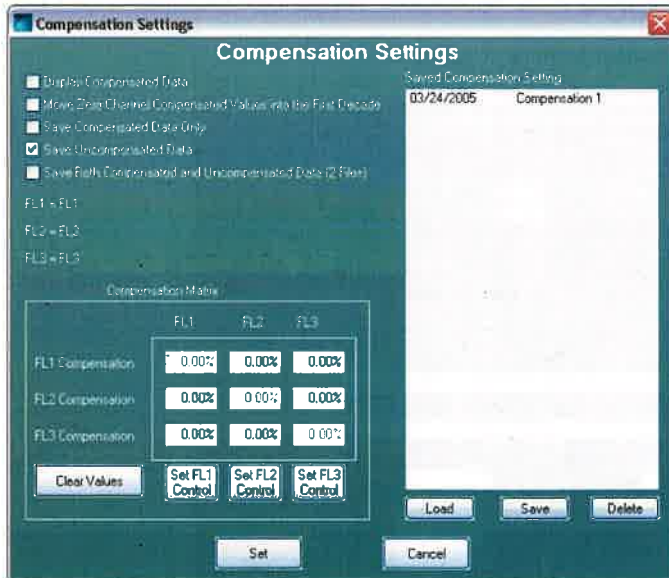 Compensation Settings
Compensation Settings
Display Compensated Data
Move Zero Channel Compensated Values into the First Decade
Save Compensated Data Only
Save Uncompensated Data
Save Both Compensated and Uncompensated Data (2 Files)
FL1 = FL1
FL2 = FL2
FL3 = FL3
Compensation Matrix
FL1 FL2 FL3
FL1 Compensation 0.00% 0.00% 0.00%
FL2 Compensation 0.00% 0.00% 0.00%
FL3 Compensation 0.00% 0.00% 0.00%
Clear Values
Set FL1 Control
Set FL2 Control
Set FL3 Control
Saved Compensation Setting
03/24/2005 Compensation 1
Load Save Delete
Set Cancel